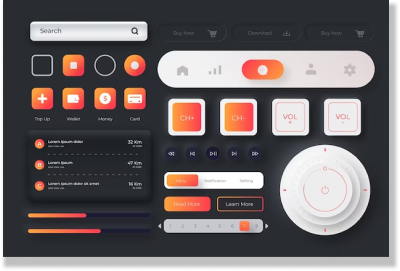 Search
Buy Now
Download
Buy Now
Top Up
Wallet
Money
Card
CH+
CH-
VOL
VOL
A
Lorem ipsum dolor
32 Km
B
Lorem ipsum
47 Km
C
Lorem ipsum dolor sit amet
16 Km
Notification
Setting
Read More
Learn More
1 2 3 4 5 6 7 8